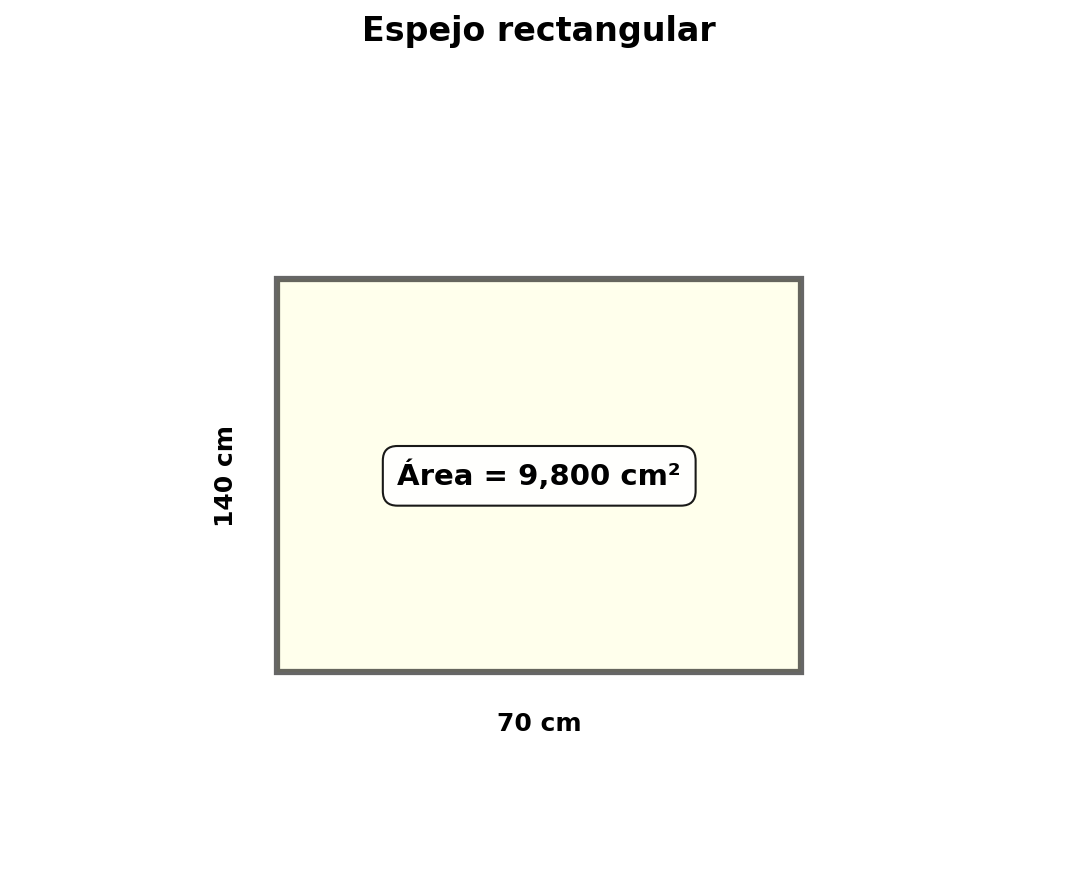 Espejo rectangular
140 cm
Área = 9,800 cm²
70 cm